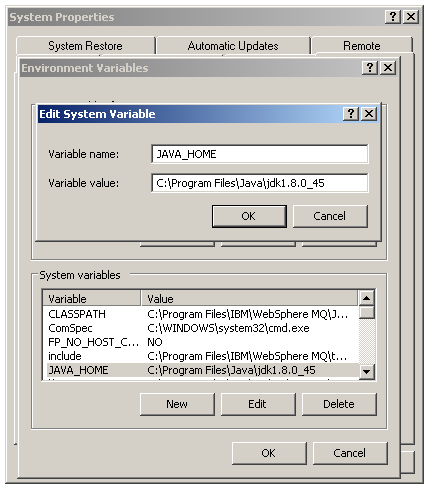 System Properties
System Restore Automatic Updates Remote
Environment Variables
Edit System Variable
Variable name: JAVA_HOME
Variable value: C:\Program Files\Java\jdk1.8.0_45
OK Cancel
System variables
Variable Value
CLASSPATH C:\Program Files\IBM\WebSphere MQ\J...
ComSpec C:\WINDOWS\system32\cmd.exe
FP_NO_HOST_C... NO
include C:\Program Files\IBM\WebSphere MQ\t...
JAVA_HOME C:\Program Files\Java\jdk1.8.0_45
New Edit Delete
OK Cancel